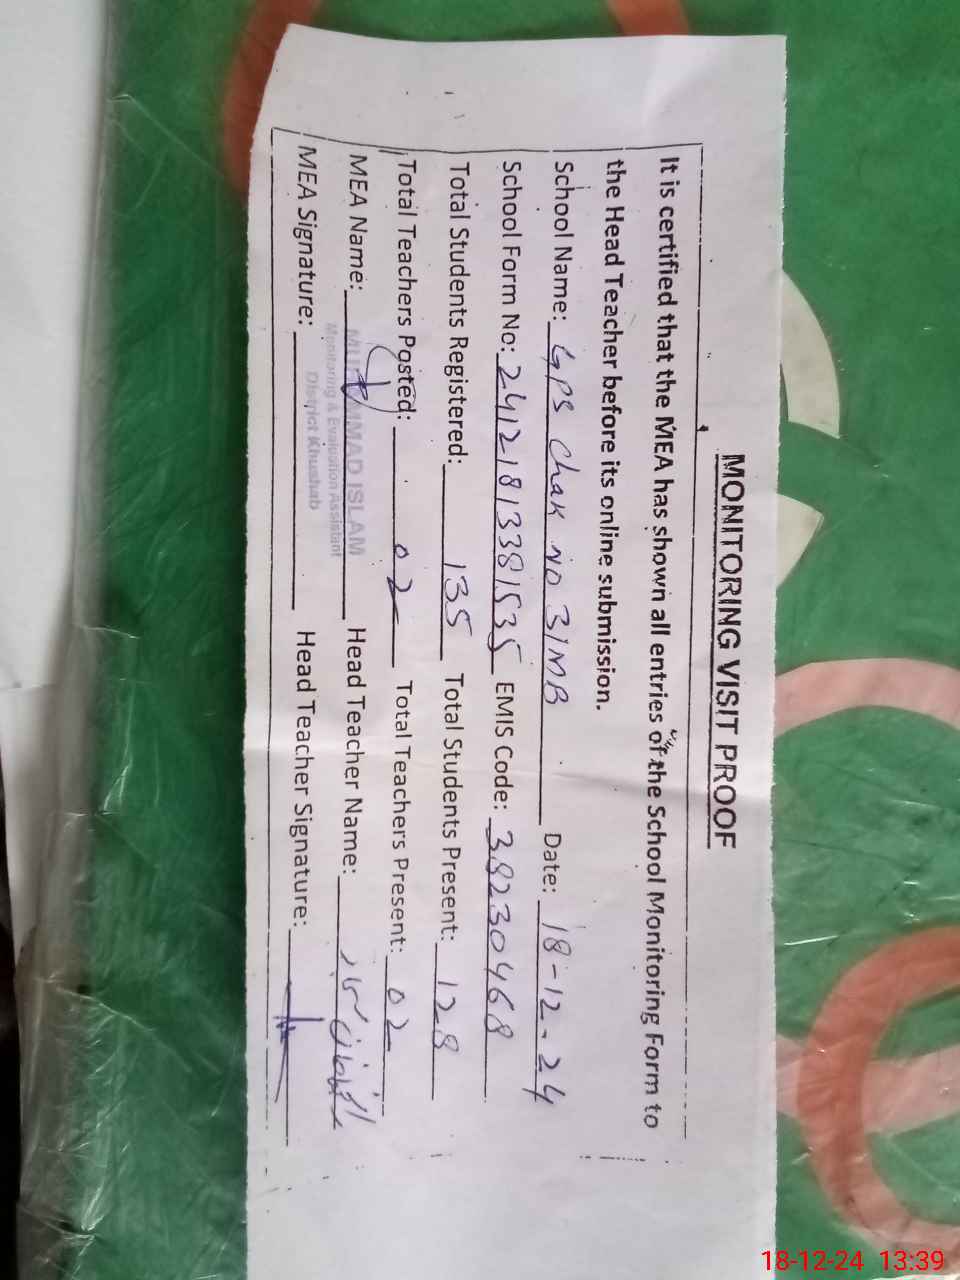 MONITORING VISIT PROOF
It is certified that the MEA has shown all entries of the School Monitoring Form to
the Head Teacher before its online submission.
School Name: GPS Chak No 31MB Date: 18-12-24
School Form No: 24121813381535 EMIS Code: 38230468
Total Students Registered: 135 Total Students Present: 128
Total Teachers Posted: 02 Total Teachers Present: 02
MEA Name: MUHAMMAD ISLAM Head Teacher Name:
Monitoring & Evaluation Assistant
District Khushab
MEA Signature: Head Teacher Signature:
18-12-24 13:39